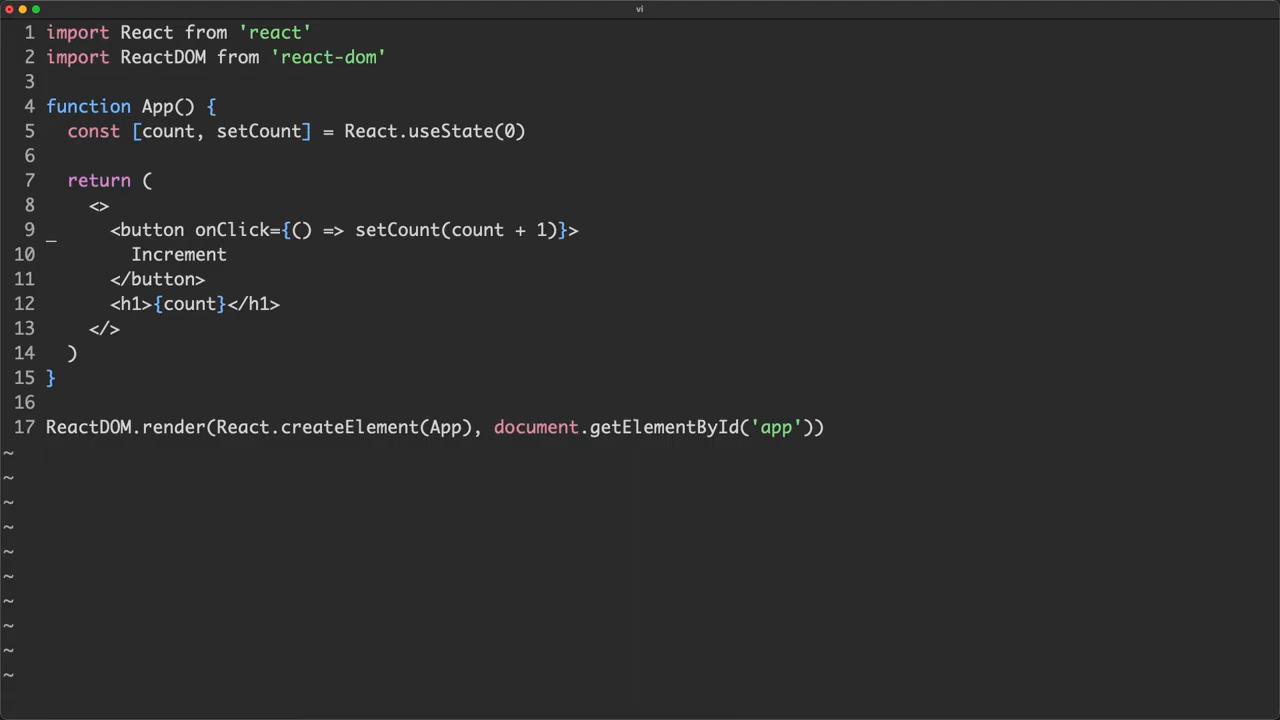 vi
1 import React from 'react'
2 import ReactDOM from 'react-dom'
3
4 function App() {
5   const [count, setCount] = React.useState(0)
6
7   return (
8     <>
9       <button onClick={() => setCount(count + 1)}>
10         Increment
11       </button>
12       <h1>{count}</h1>
13     </>
14   )
15 }
16
17 ReactDOM.render(React.createElement(App), document.getElementById('app'))
~
~
~
~
~
~
~
~
~
~